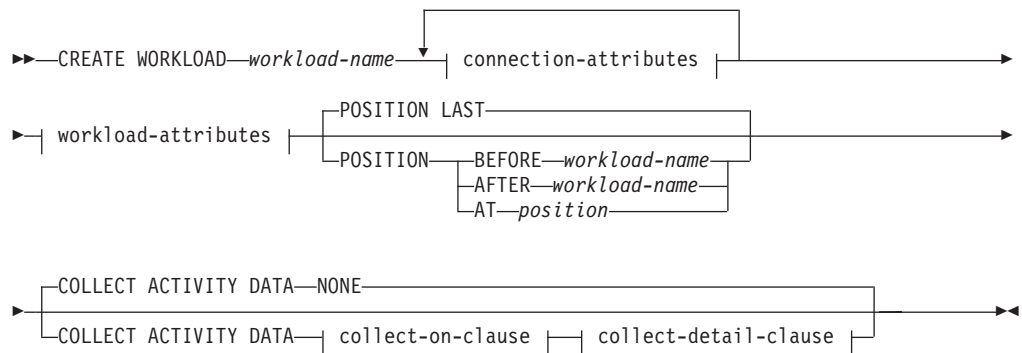 CREATE WORKLOAD workload-name connection-attributes
workload-attributes
POSITION LAST
POSITION BEFORE workload-name
AFTER workload-name
AT position
COLLECT ACTIVITY DATA NONE
COLLECT ACTIVITY DATA collect-on-clause collect-detail-clause